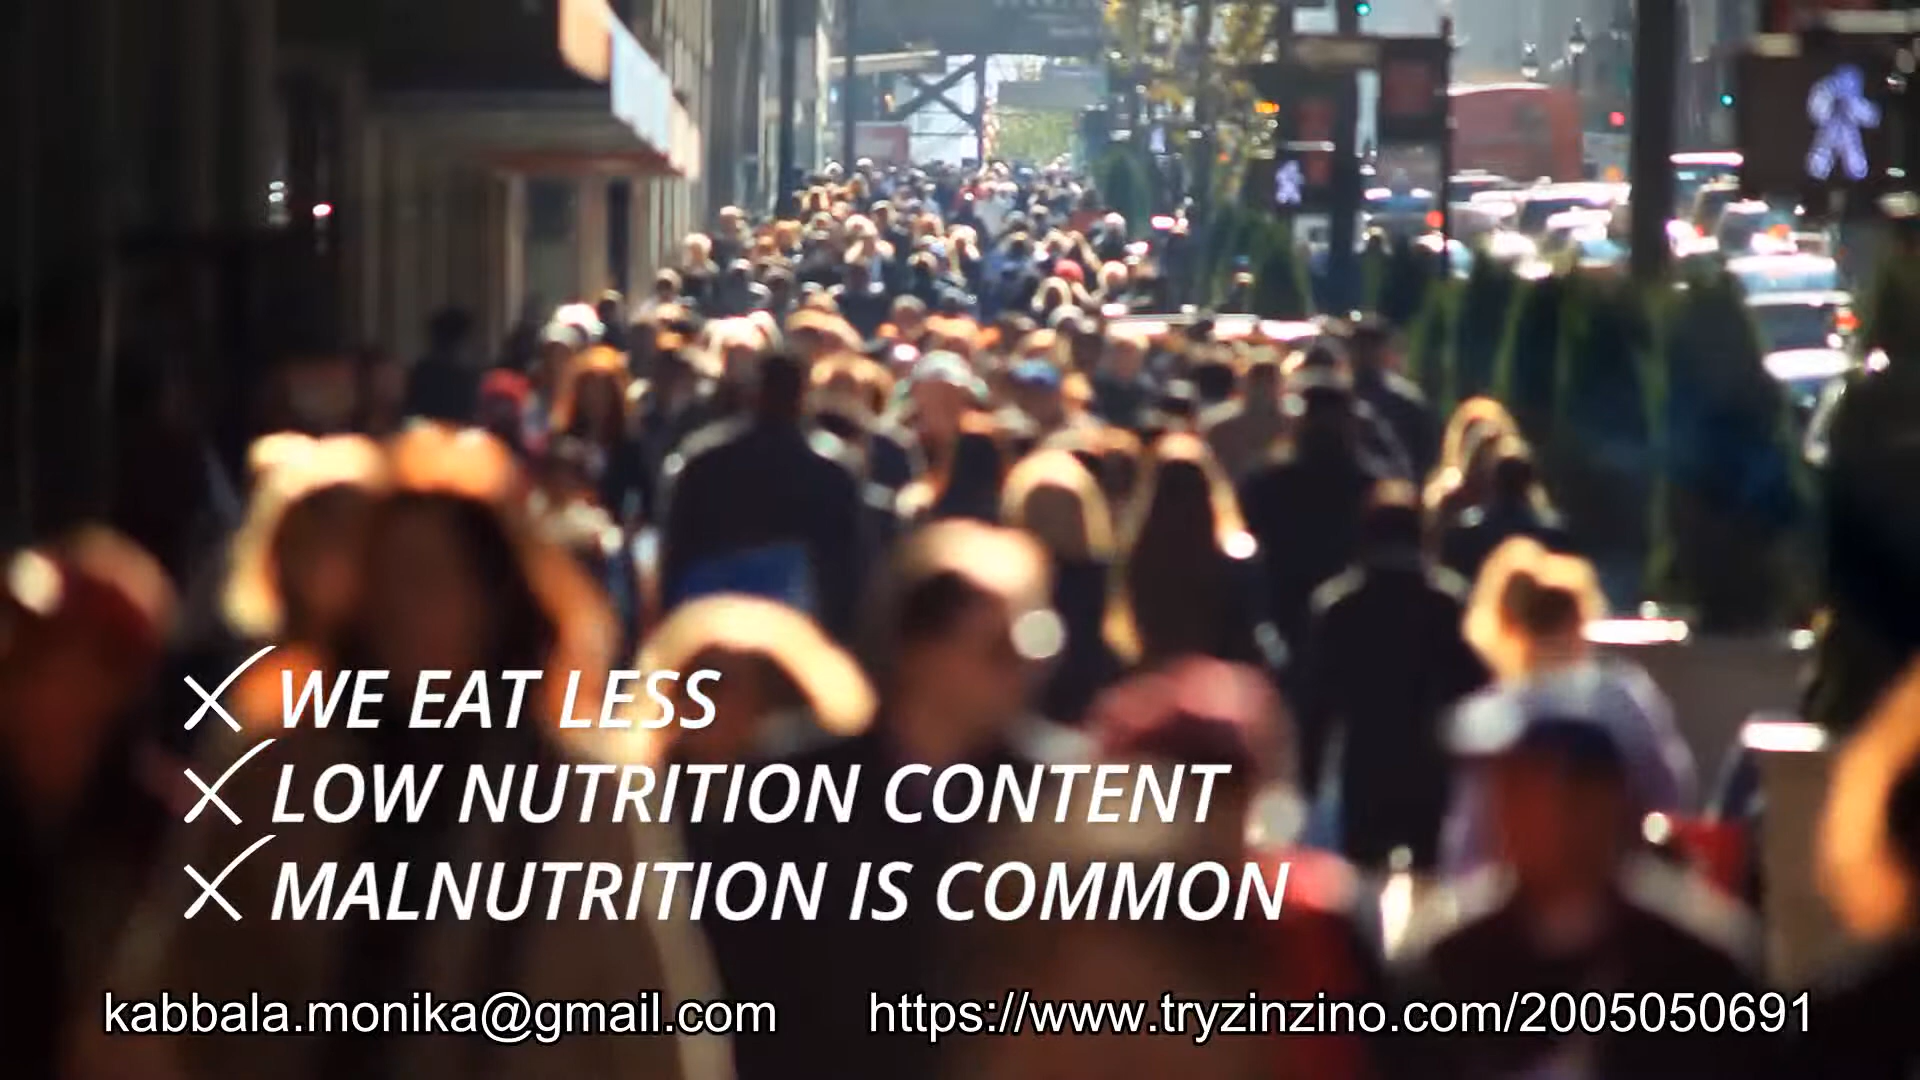 WE EAT LESS
LOW NUTRITION CONTENT
MALNUTRITION IS COMMON
kabbala.monika@gmail.com https://www.tryzinzino.com/2005050691